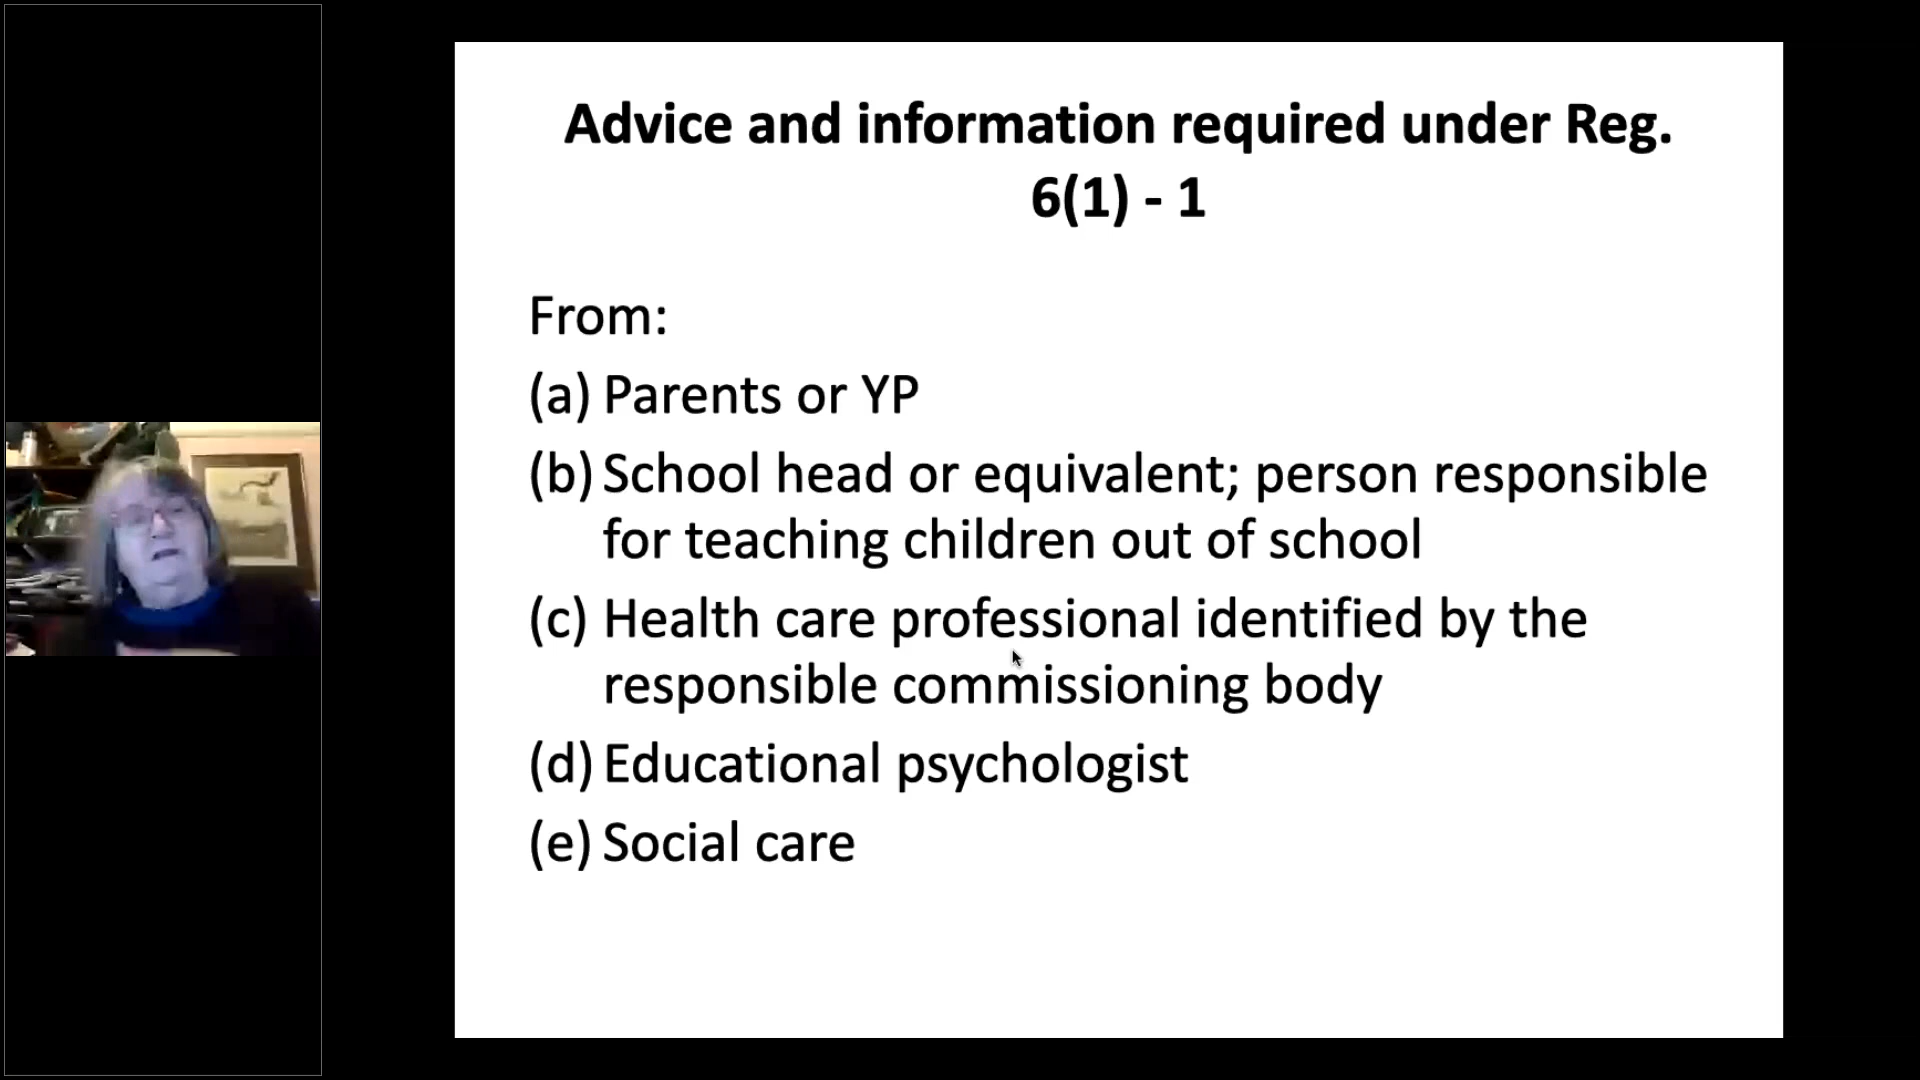 Advice and information required under Reg.
6(1) - 1
From:
(a) Parents or YP
(b) School head or equivalent; person responsible
for teaching children out of school
(c) Health care professional identified by the
responsible commissioning body
(d) Educational psychologist
(e) Social care